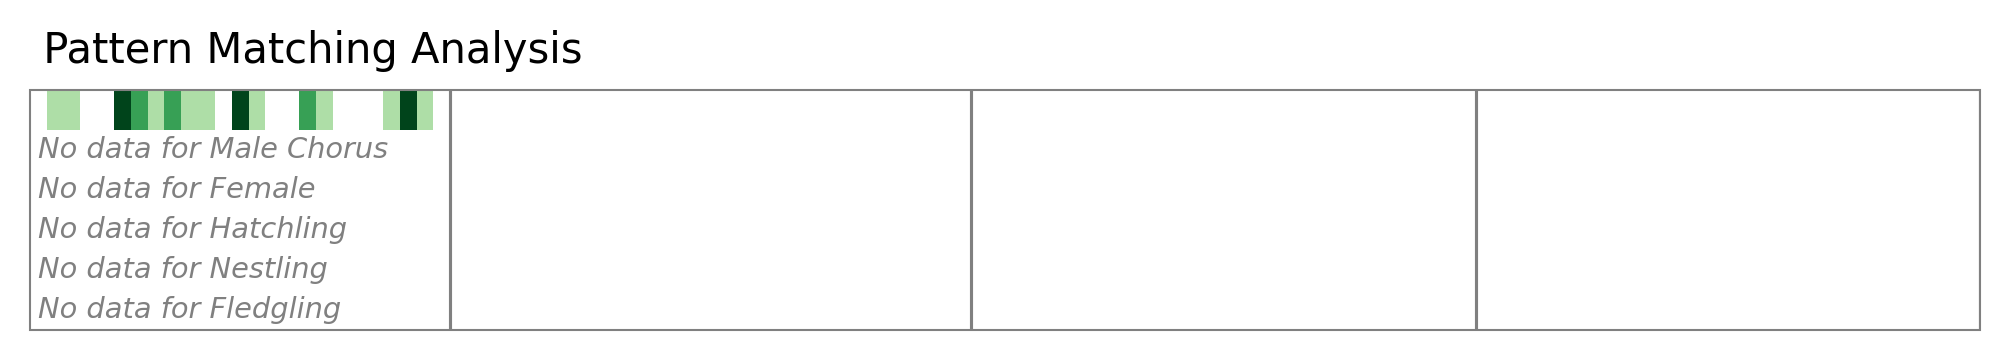 Pattern Matching Analysis
No data for Male Chorus
No data for Female
No data for Hatchling
No data for Nestling
No data for Fledgling